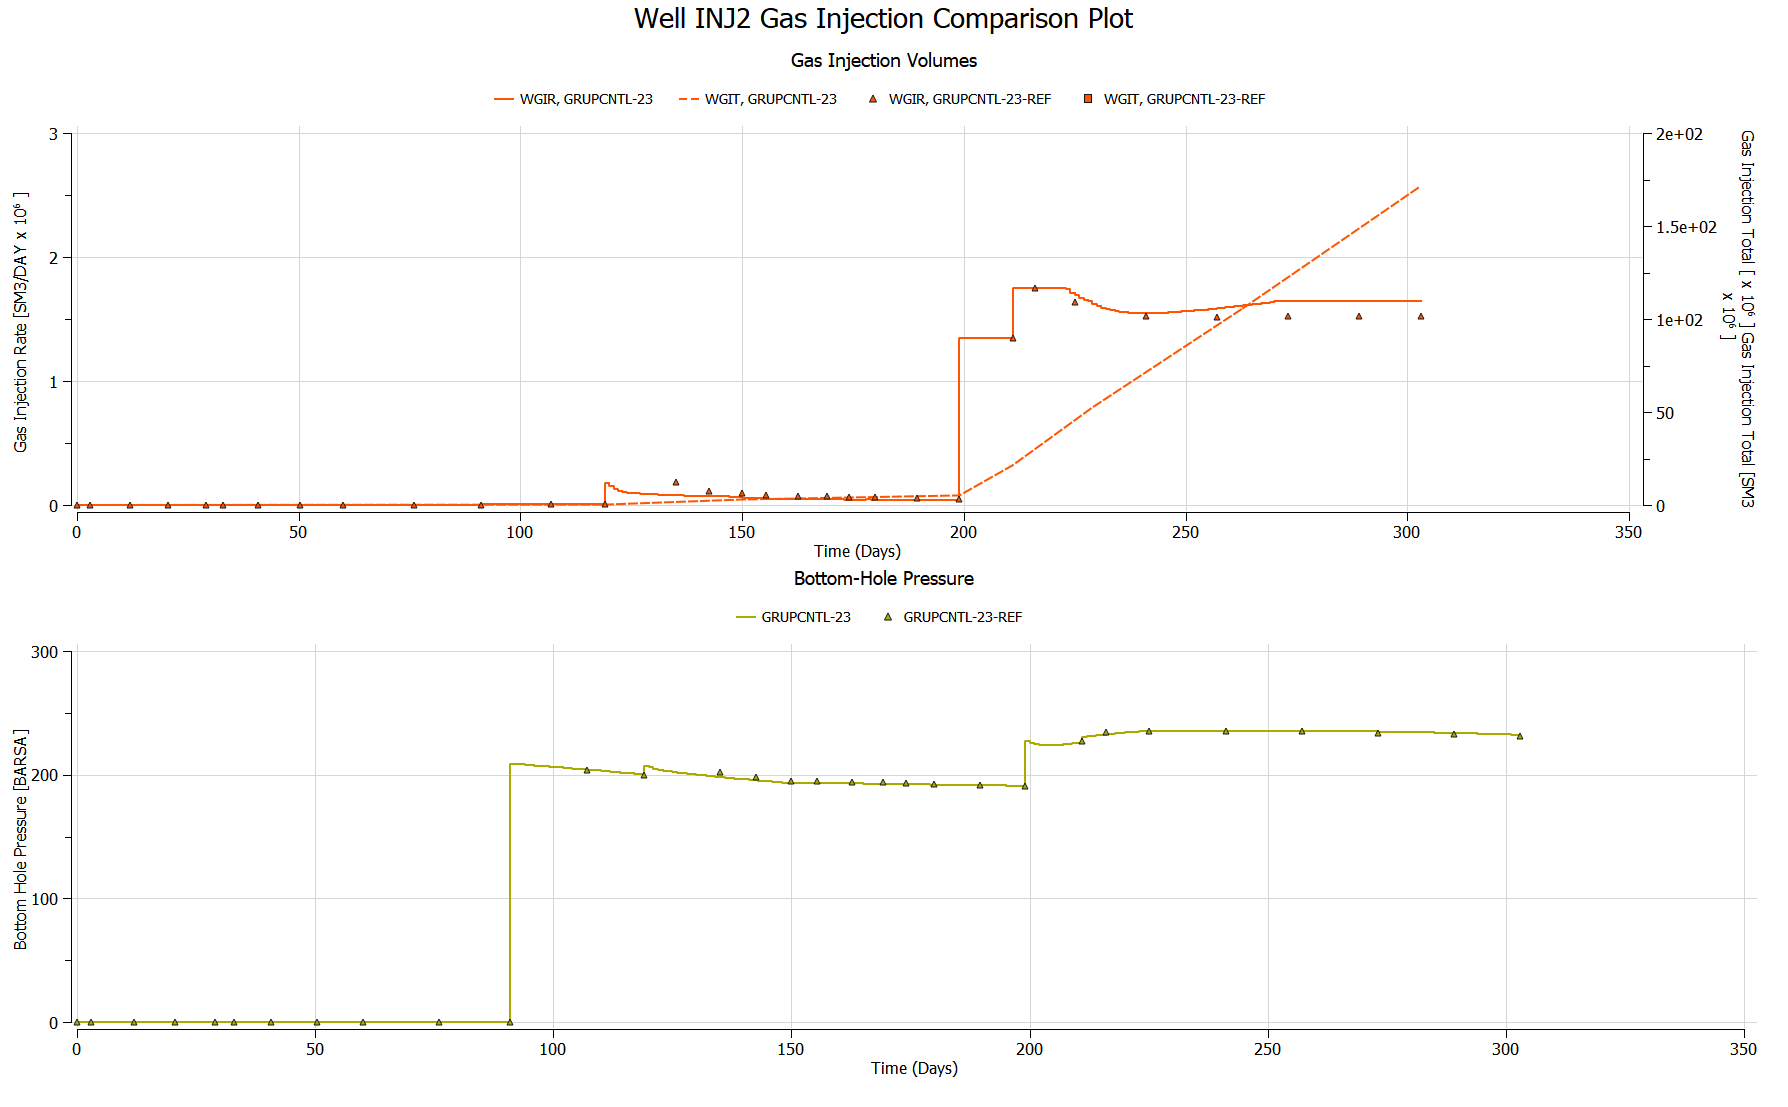 Well INJ2 Gas Injection Comparison Plot
Gas Injection Volumes
WGIR, GRUPCNTL-23 WGIT, GRUPCNTL-23 WGIR, GRUPCNTL-23-REF WGIT, GRUPCNTL-23-REF
Gas Injection Rate [SM3/DAY x 10⁶ ]
3
2
1
0
2e+02
1.5e+02
1e+02
50
0
Gas Injection Total [ x 10⁶ ] Gas Injection Total [SM3
x 10⁶ ]
0 50 100 150 200 250 300 350
Time (Days)
Bottom-Hole Pressure
GRUPCNTL-23 GRUPCNTL-23-REF
Bottom Hole Pressure [BARSA]
300
200
100
0
0 50 100 150 200 250 300 350
Time (Days)